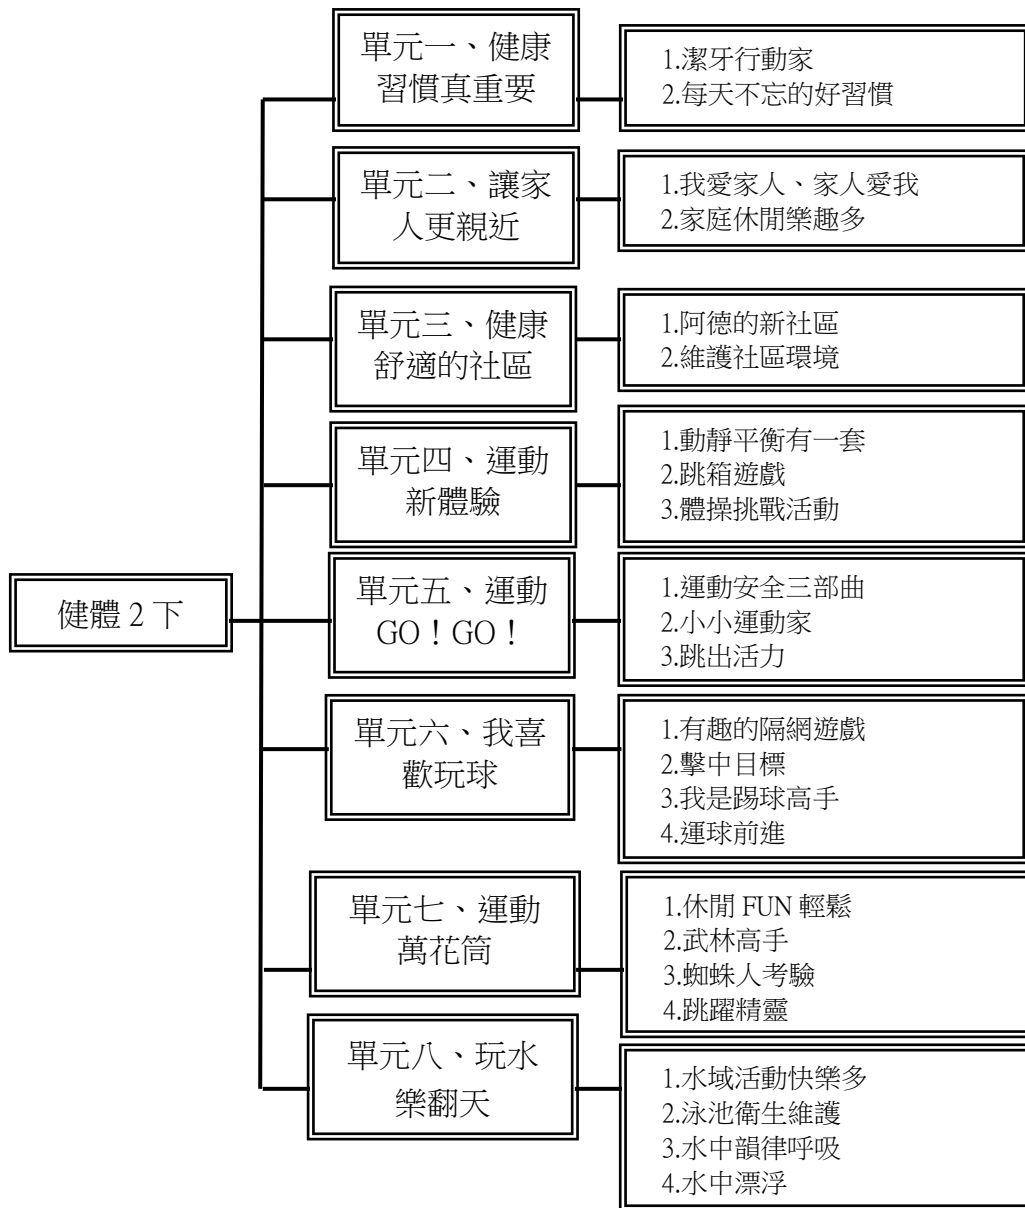 單元一、健康
習慣真重要
1.潔牙行動家
2.每天不忘的好習慣
單元二、讓家
人更親近
1.我愛家人、家人愛我
2.家庭休閒樂趣多
單元三、健康
舒適的社區
1.阿德的新社區
2.維護社區環境
單元四、運動
新體驗
1.動靜平衡有一套
2.跳箱遊戲
3.體操挑戰活動
健體 2 下
單元五、運動
GO！GO！
1.運動安全三部曲
2.小小運動家
3.跳出活力
單元六、我喜
歡玩球
1.有趣的隔網遊戲
2.擊中目標
3.我是踢球高手
4.運球前進
單元七、運動
萬花筒
1.休閒 FUN 輕鬆
2.武林高手
3.蜘蛛人考驗
4.跳躍精靈
單元八、玩水
樂翻天
1.水域活動快樂多
2.泳池衛生維護
3.水中韻律呼吸
4.水中漂浮